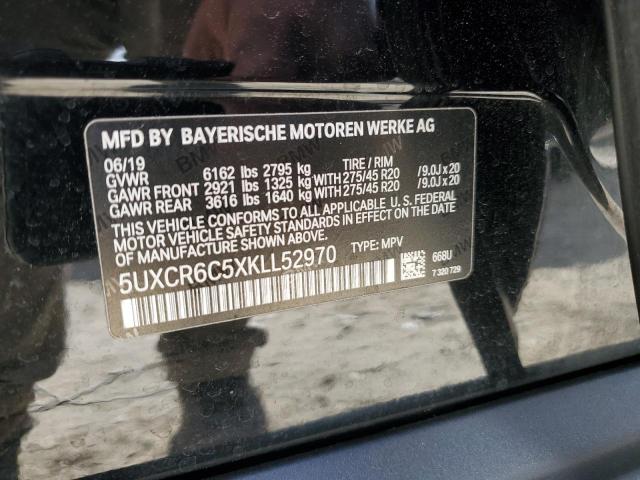 MFD BY BAYERISCHE MOTOREN WERKE AG
06/19 TIRE / RIM
GVWR 6162 lbs 2795 kg
GAWR FRONT 2921 lbs 1325 kg WITH 275/45 R20 /9.0J x 20
GAWR REAR 3616 lbs 1640 kg WITH 275/45 R20 /9.0J x 20
THIS VEHICLE CONFORMS TO ALL APPLICABLE U.S. FEDERAL
MOTOR VEHICLE SAFETY STANDARDS IN EFFECT ON THE DATE
OF MANUFACTURE SHOWN ABOVE.
5UXCR6C5XKLL52970 TYPE: MPV
668U
7 320 729